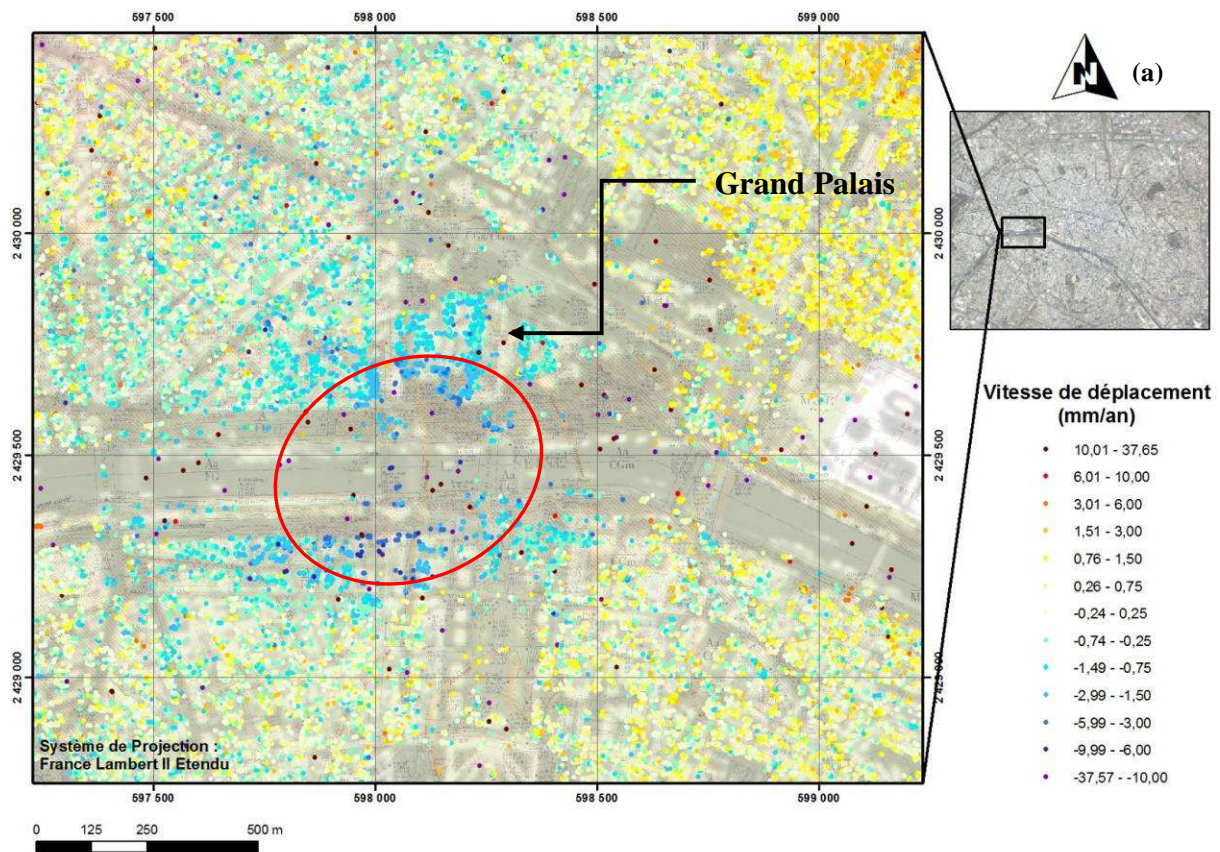 597 500 598 000 598 500 599 000
(a)
N
Grand Palais
2 430 000
2 430 000
Vitesse de déplacement
(mm/an)
10,01 - 37,65
6,01 - 10,00
3,01 - 6,00
1,51 - 3,00
0,76 - 1,50
0,26 - 0,75
-0,24 - 0,25
-0,74 - -0,25
-1,49 - -0,75
-2,99 - -1,50
-5,99 - -3,00
-9,99 - -6,00
-37,57 - -10,00
2 429 500
2 429 500
2 429 000
2 429 000
Système de Projection :
France Lambert II Etendu
597 500 598 000 598 500 599 000
0 125 250 500 m